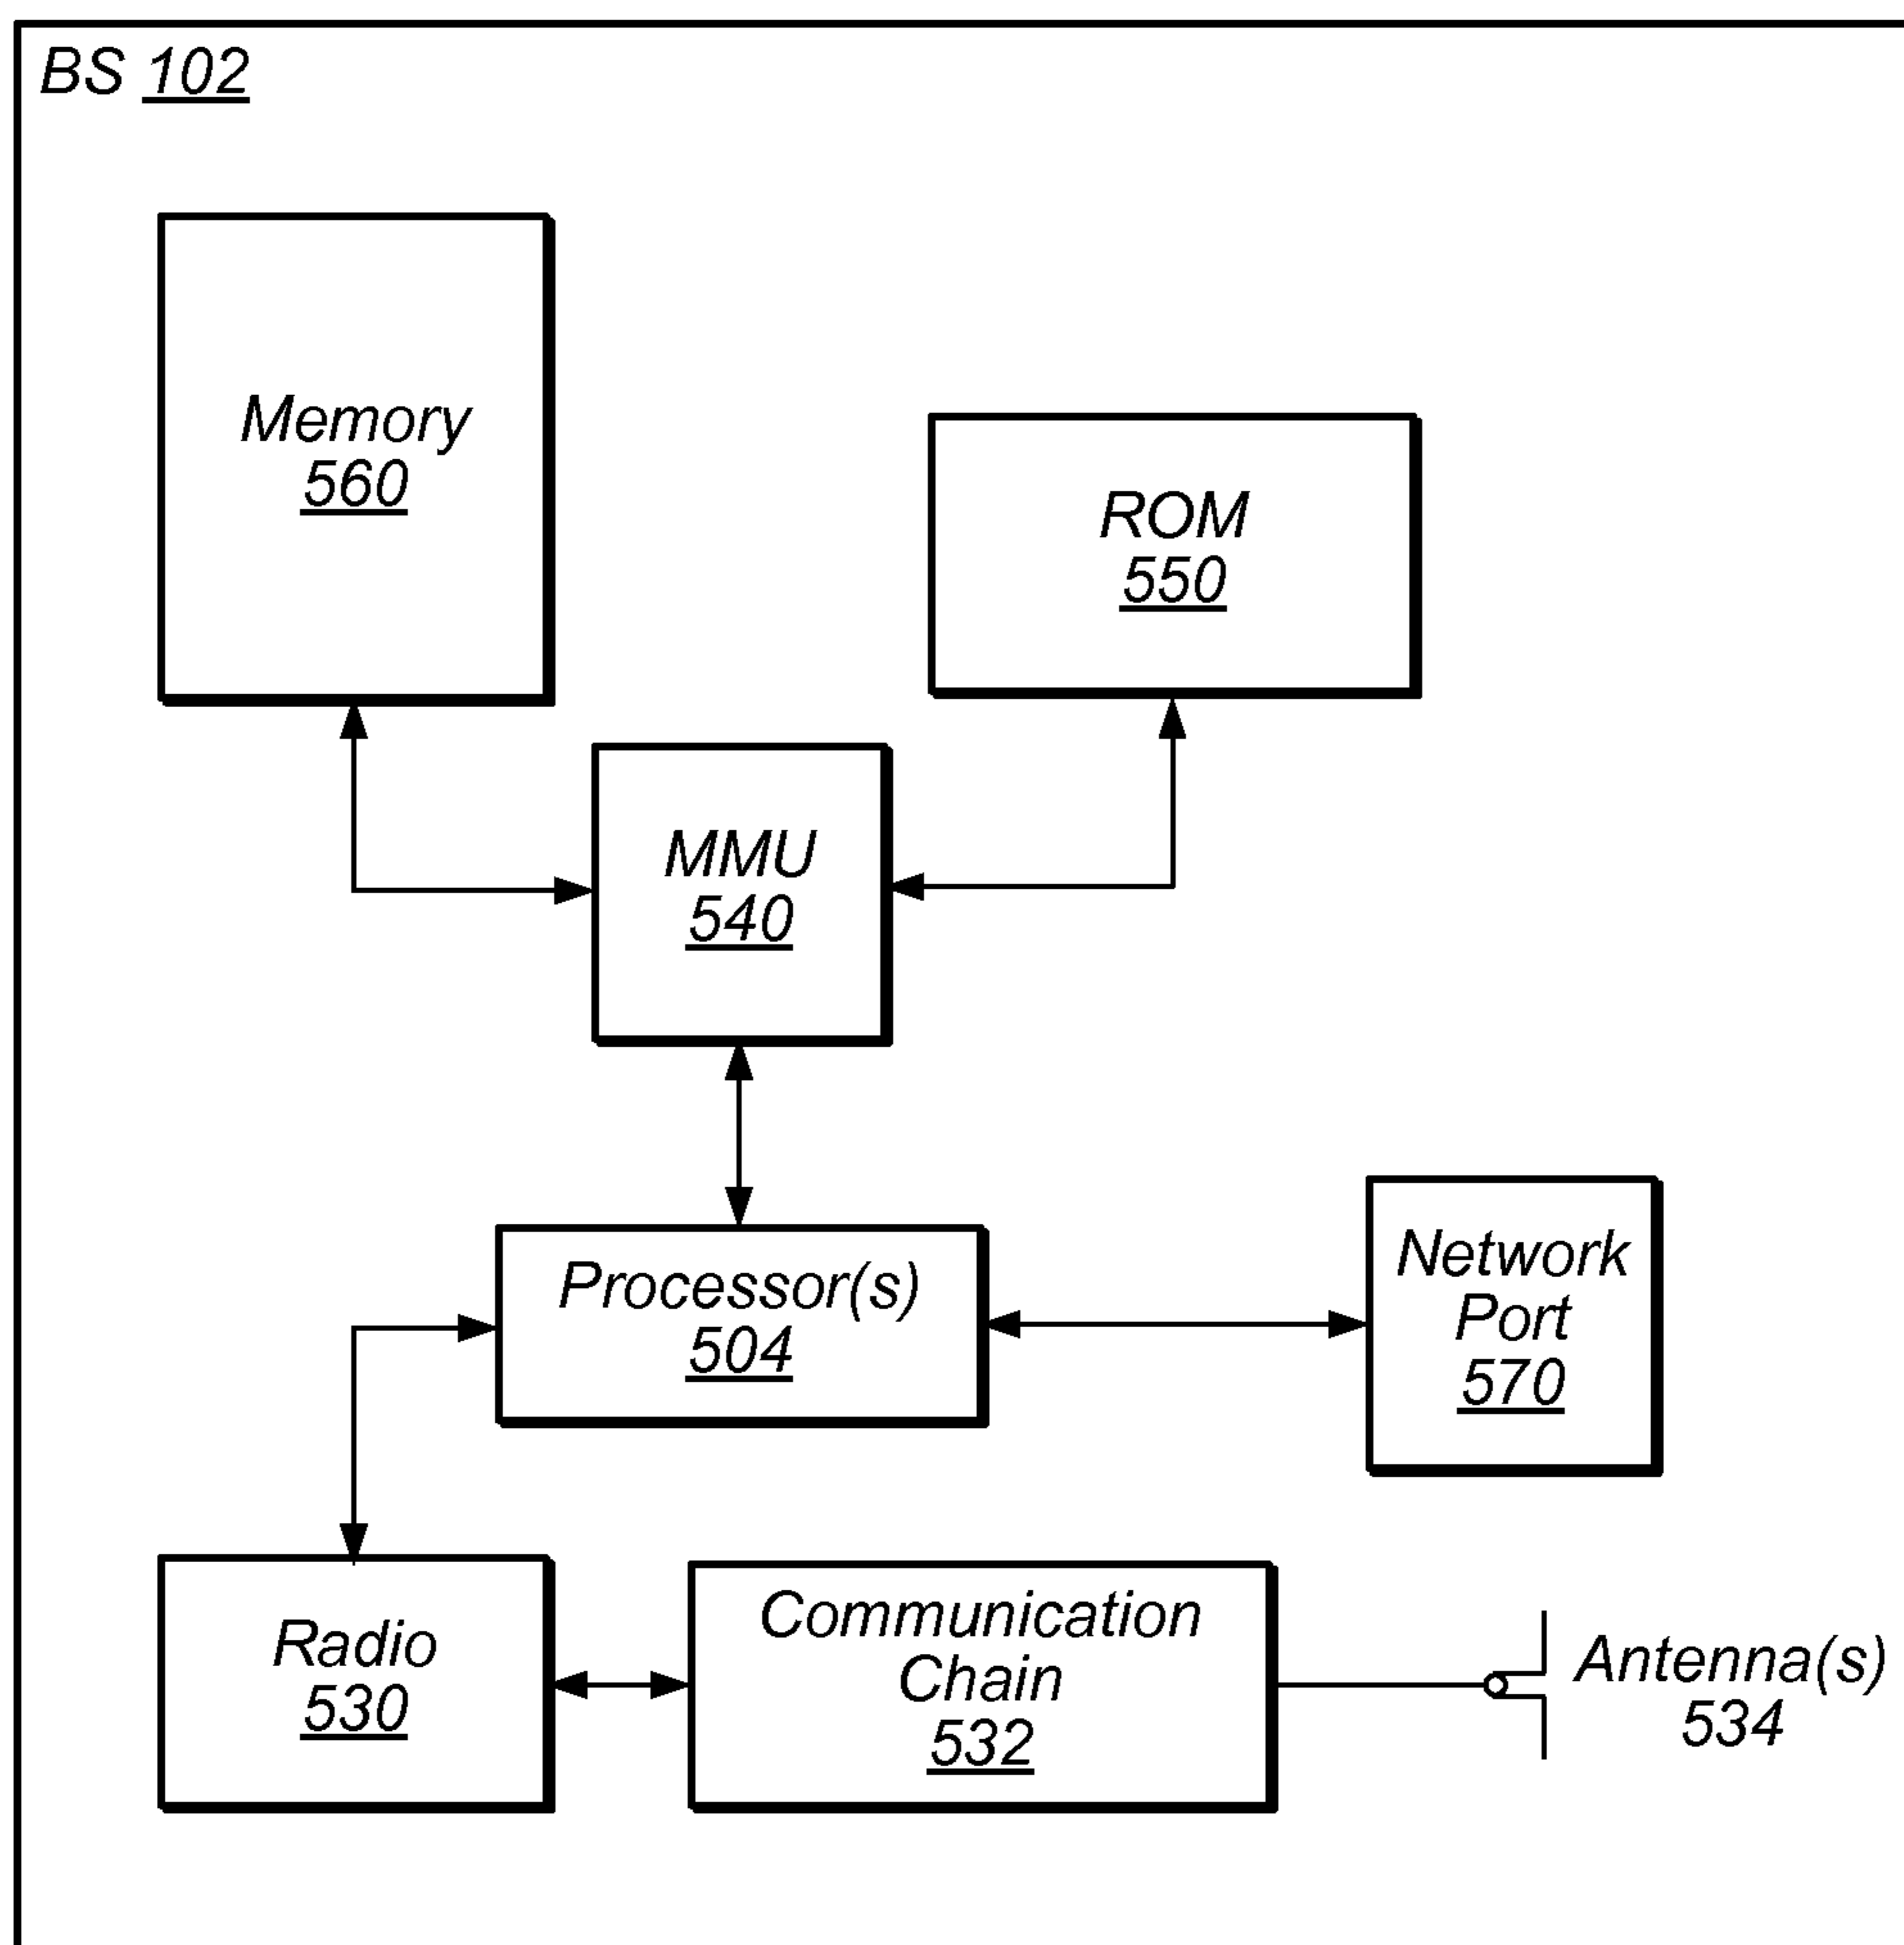 BS 102
Memory
560
ROM
550
MMU
540
Processor(s)
504
Network
Port
570
Radio
530
Communication
Chain
532
Antenna(s)
534